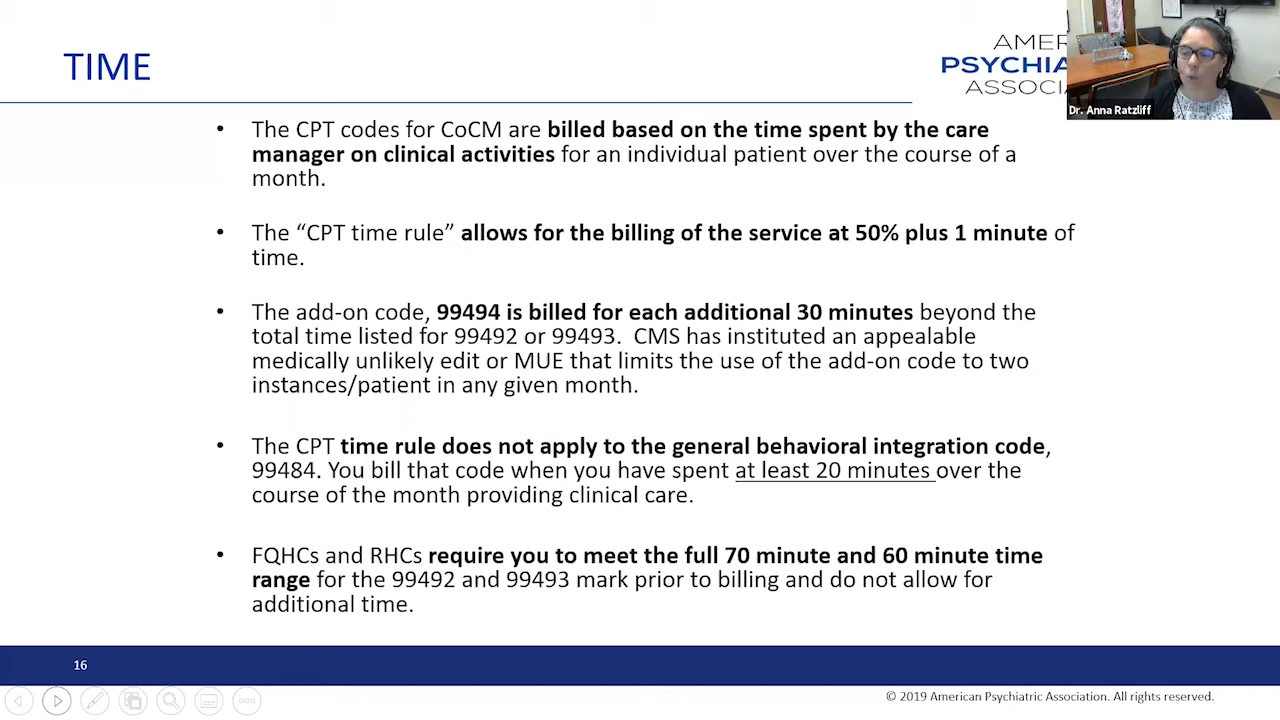 TIME
AMER
PSYCHIA
ASSOCIA
Dr. Anna Ratzliff
• The CPT codes for CoCM are billed based on the time spent by the care
manager on clinical activities for an individual patient over the course of a
month.
• The “CPT time rule” allows for the billing of the service at 50% plus 1 minute of
time.
• The add-on code, 99494 is billed for each additional 30 minutes beyond the
total time listed for 99492 or 99493. CMS has instituted an appealable
medically unlikely edit or MUE that limits the use of the add-on code to two
instances/patient in any given month.
• The CPT time rule does not apply to the general behavioral integration code,
99484. You bill that code when you have spent at least 20 minutes over the
course of the month providing clinical care.
• FQHCs and RHCs require you to meet the full 70 minute and 60 minute time
range for the 99492 and 99493 mark prior to billing and do not allow for
additional time.
16
© 2019 American Psychiatric Association. All rights reserved.